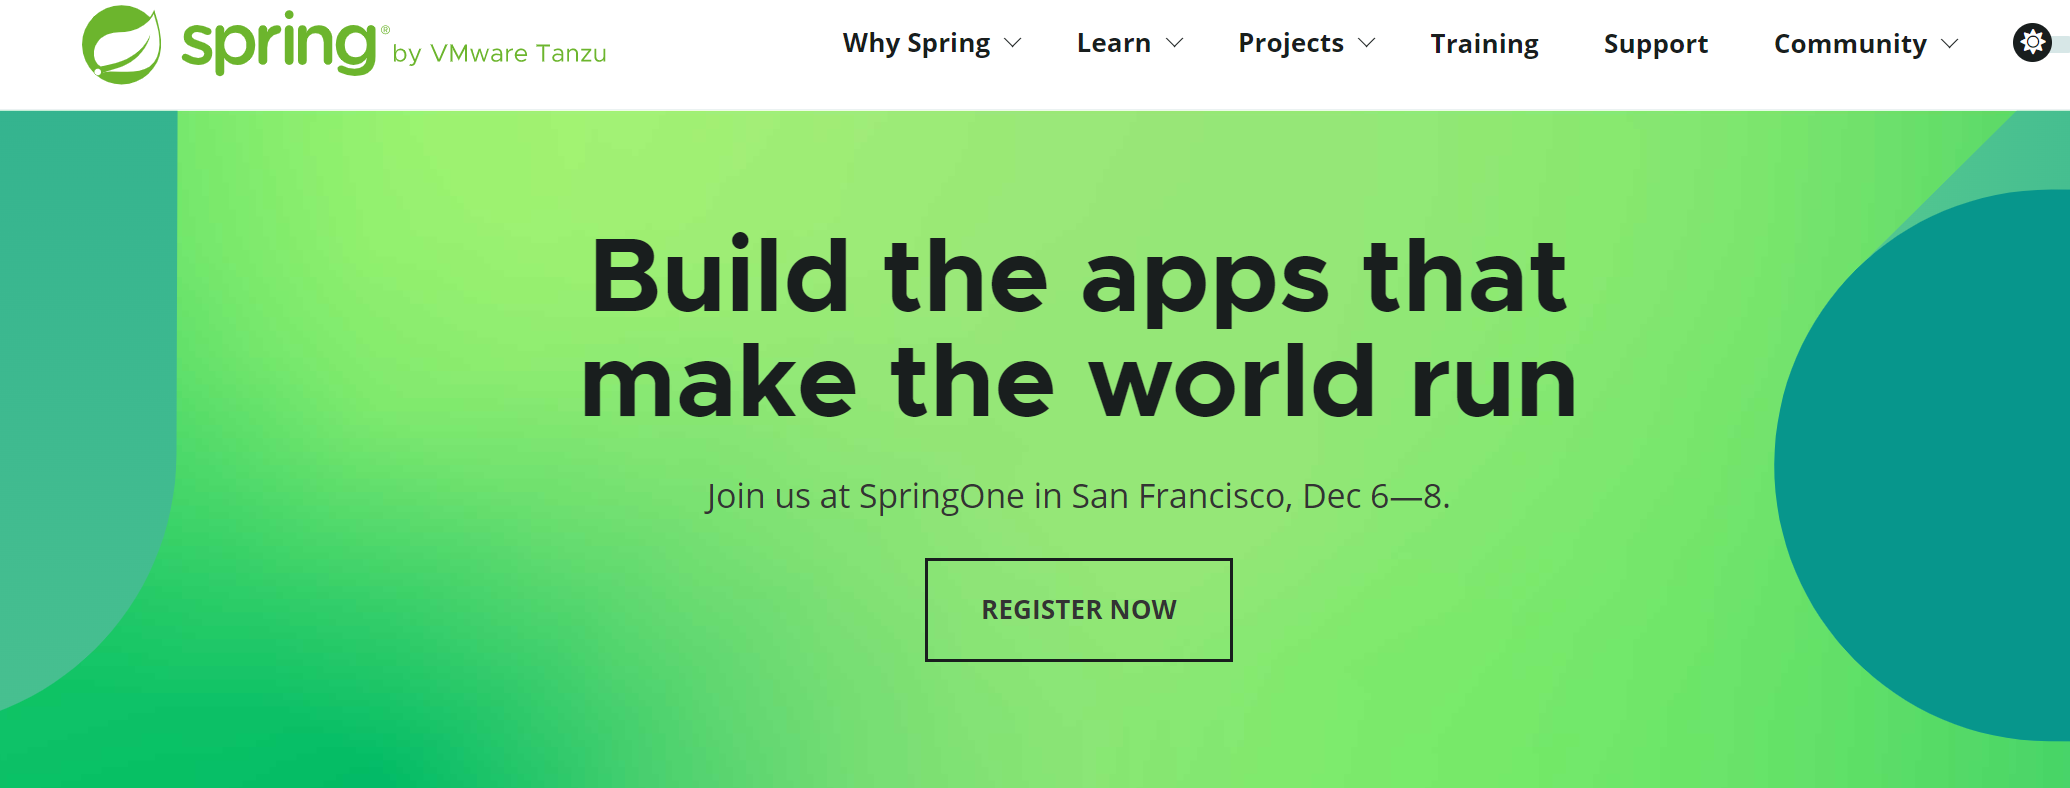 spring® by VMware Tanzu
Why Spring Learn Projects Training Support Community
Build the apps that
make the world run
Join us at SpringOne in San Francisco, Dec 6—8.
REGISTER NOW